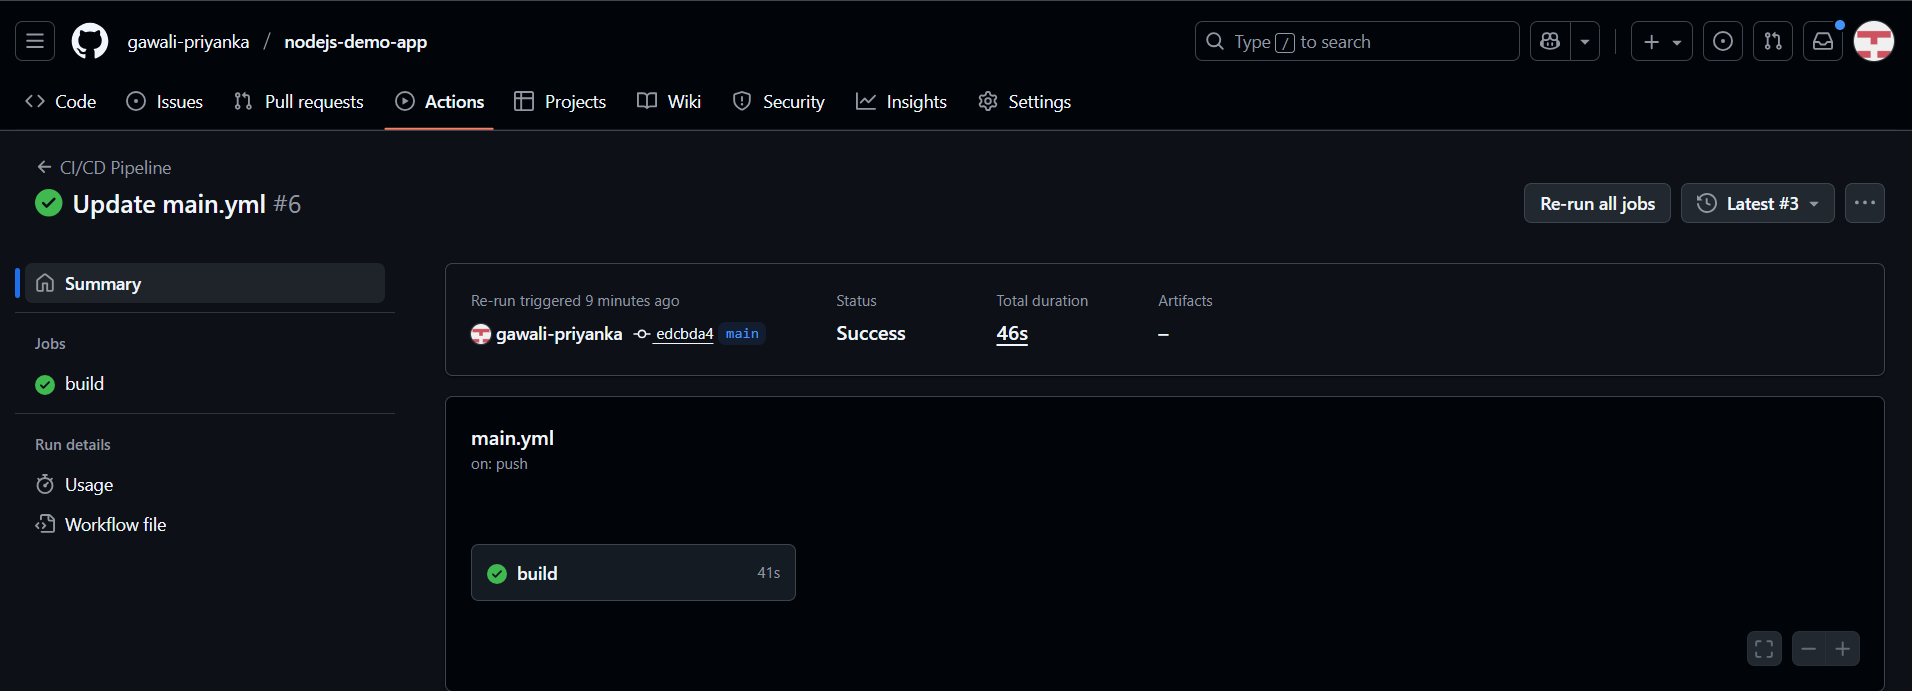 gawali-priyanka / nodejs-demo-app
Type / to search
Code Issues Pull requests Actions Projects Wiki Security Insights Settings
CI/CD Pipeline
Update main.yml #6
Re-run all jobs
Latest #3
Summary
Jobs
build
Run details
Usage
Workflow file
Re-run triggered 9 minutes ago
gawali-priyanka edcbda4 main
Status
Success
Total duration
46s
Artifacts
–
main.yml
on: push
build 41s